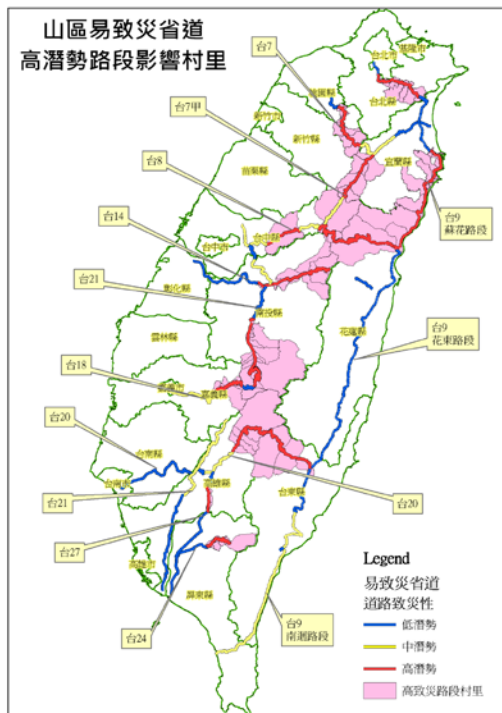 山區易致災省道
高潛勢路段影響村里
台7
台北市
基隆市
台北縣
桃園縣
台7甲
新竹市
新竹縣
宜蘭縣
苗栗縣
台8
台9
蘇花路段
台14
台中市
台中縣
台21
彰化縣
南投縣
花蓮縣
台9
花東路段
雲林縣
台18
嘉義市
嘉義縣
台20
台南縣
台南市
高雄縣
台東縣
台20
台21
台27
高雄市
屏東縣
台24
台9
南迴路段
Legend
易致災省道
道路致災性
低潛勢
中潛勢
高潛勢
高致災路段村里